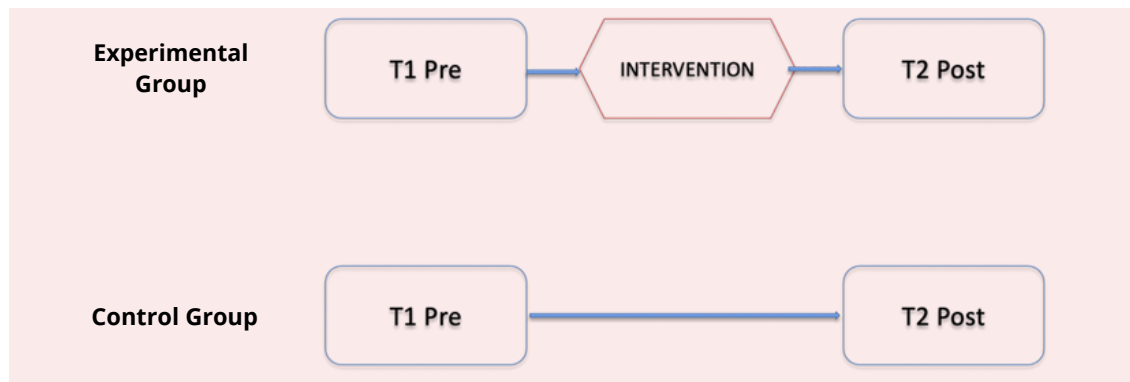 Experimental
Group
T1 Pre
INTERVENTION
T2 Post
Control Group
T1 Pre
T2 Post